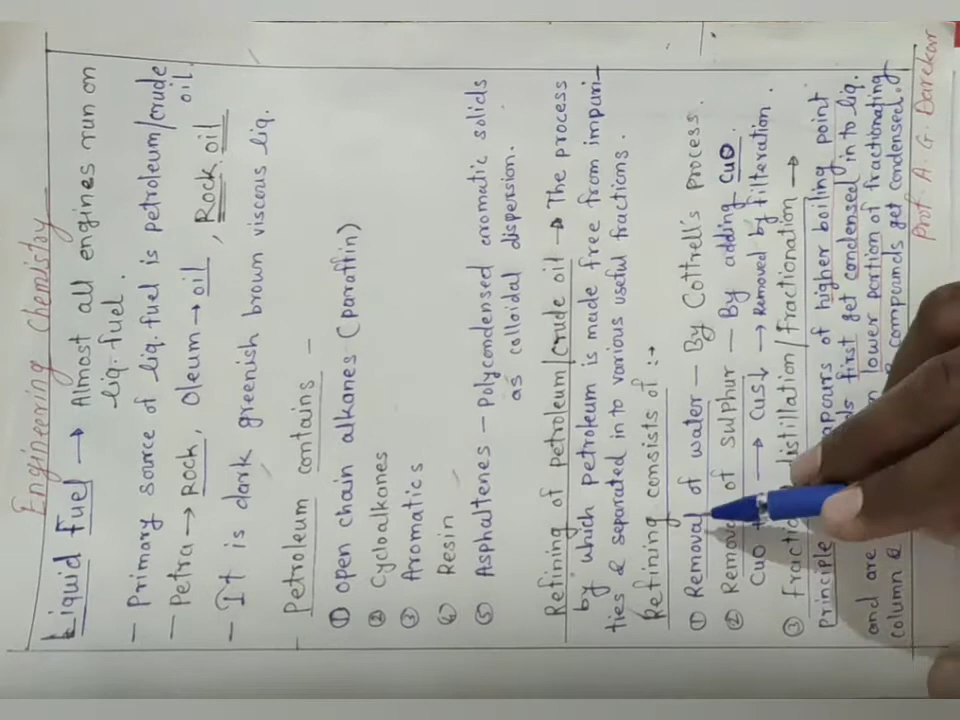 Engineering Chemistry
Liquid Fuel → Almost all engines run on
liq. fuel.
– Primary source of liq. fuel is petroleum/crude
oil.
– Petra → Rock, Oleum → oil, Rock oil
– It is dark greenish brown viscous liq.
Petroleum contains –
① open chain alkanes (paraffin)
② Cycloalkanes
③ Aromatics
④ Resin
⑤ Asphaltenes – Polycondensed aromatic solids
as colloidal dispersion.
Refining of petroleum/crude oil → The process
by which petroleum is made free from impuri–
ties & separated in to various useful fractions.
Refining consists of :→
① Removal of water – By Cottrell's process.
② Remov of sulphur – By adding CuO.
CuO + → CuS↓ → Removed by filteration.
③ Fractio distillation/fractionation →
Principle apours of higher boiling point
ds first get condensed in to liq.
and are lower portion of fractionating
column & compounds get condensed.
Prof. A. G. Darekar